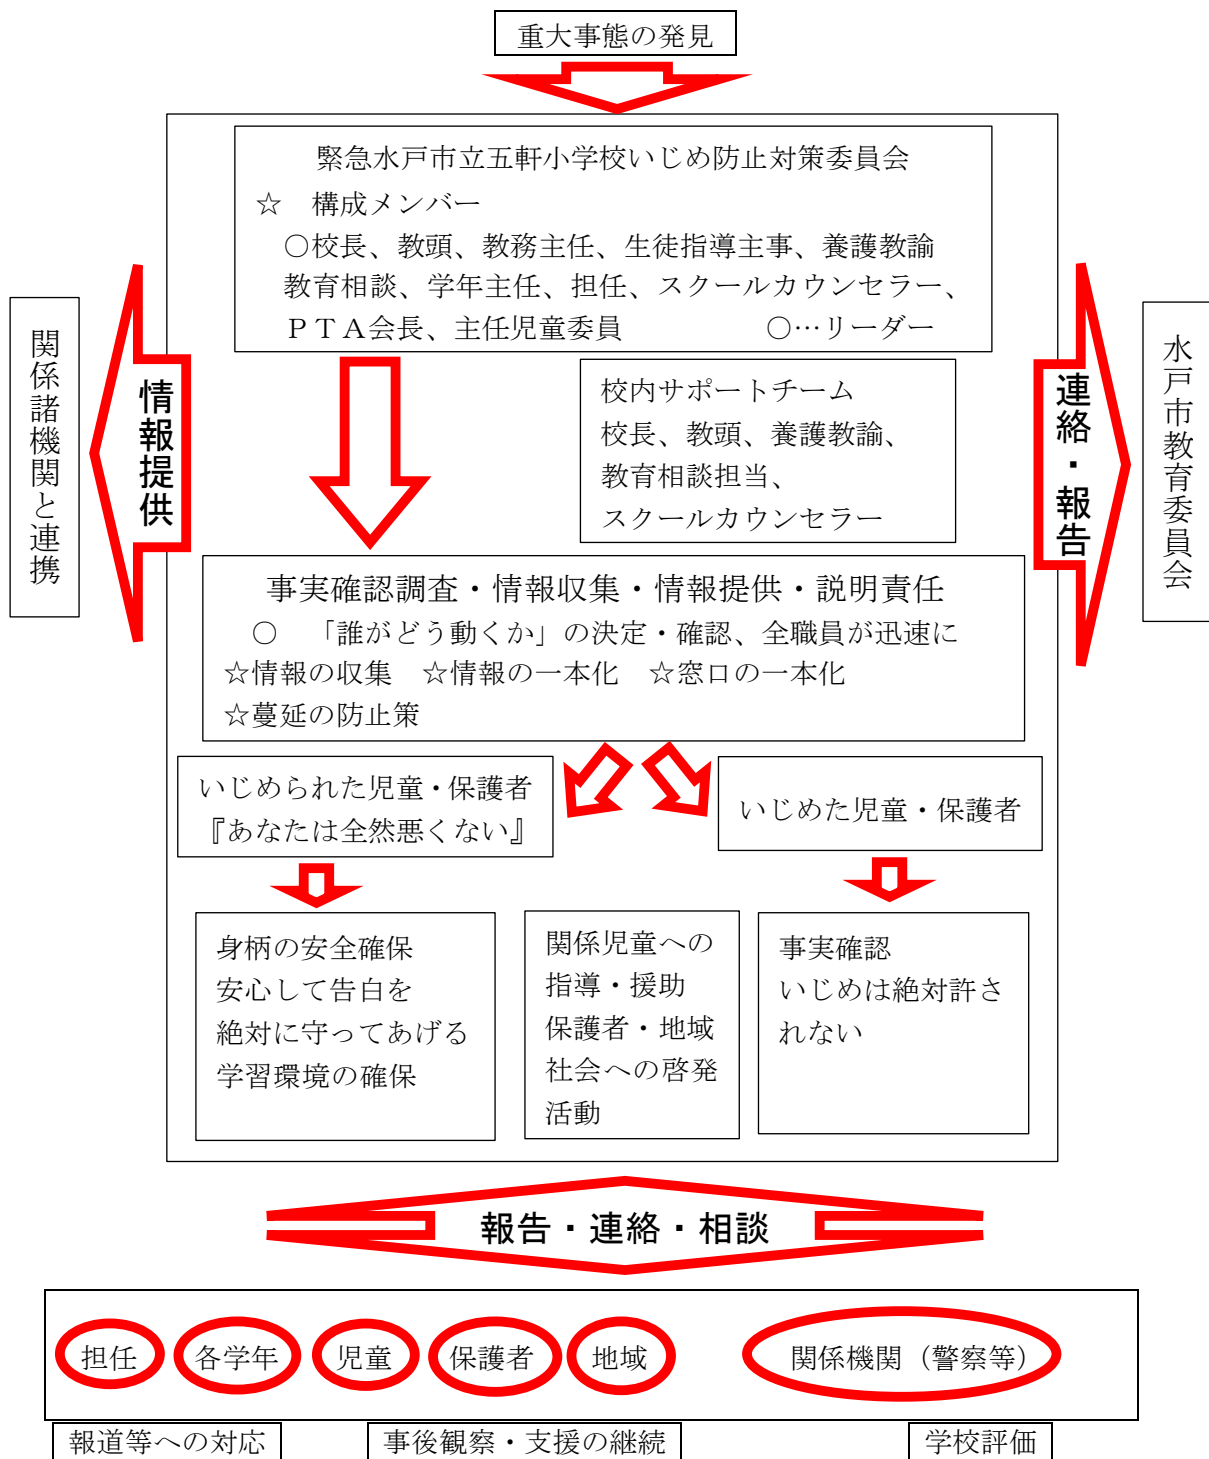 重大事態の発見
緊急水戸市立五軒小学校いじめ防止対策委員会
☆　構成メンバー
○校長、教頭、教務主任、生徒指導主事、養護教諭
教育相談、学年主任、担任、スクールカウンセラー、
ＰＴＡ会長、主任児童委員　　　　○…リーダー
関係諸機関と連携
情報提供
校内サポートチーム
校長、教頭、養護教諭、
教育相談担当、
スクールカウンセラー
連絡・報告
水戸市教育委員会
事実確認調査・情報収集・情報提供・説明責任
○　「誰がどう動くか」の決定・確認、全職員が迅速に
☆情報の収集　☆情報の一本化　☆窓口の一本化
☆蔓延の防止策
いじめられた児童・保護者
『あなたは全然悪くない』
いじめた児童・保護者
身柄の安全確保
安心して告白を
絶対に守ってあげる
学習環境の確保
関係児童への
指導・援助
保護者・地域
社会への啓発
活動
事実確認
いじめは絶対許さ
れない
報告・連絡・相談
担任　各学年　児童　保護者　地域　関係機関（警察等）
報道等への対応　事後観察・支援の継続　学校評価